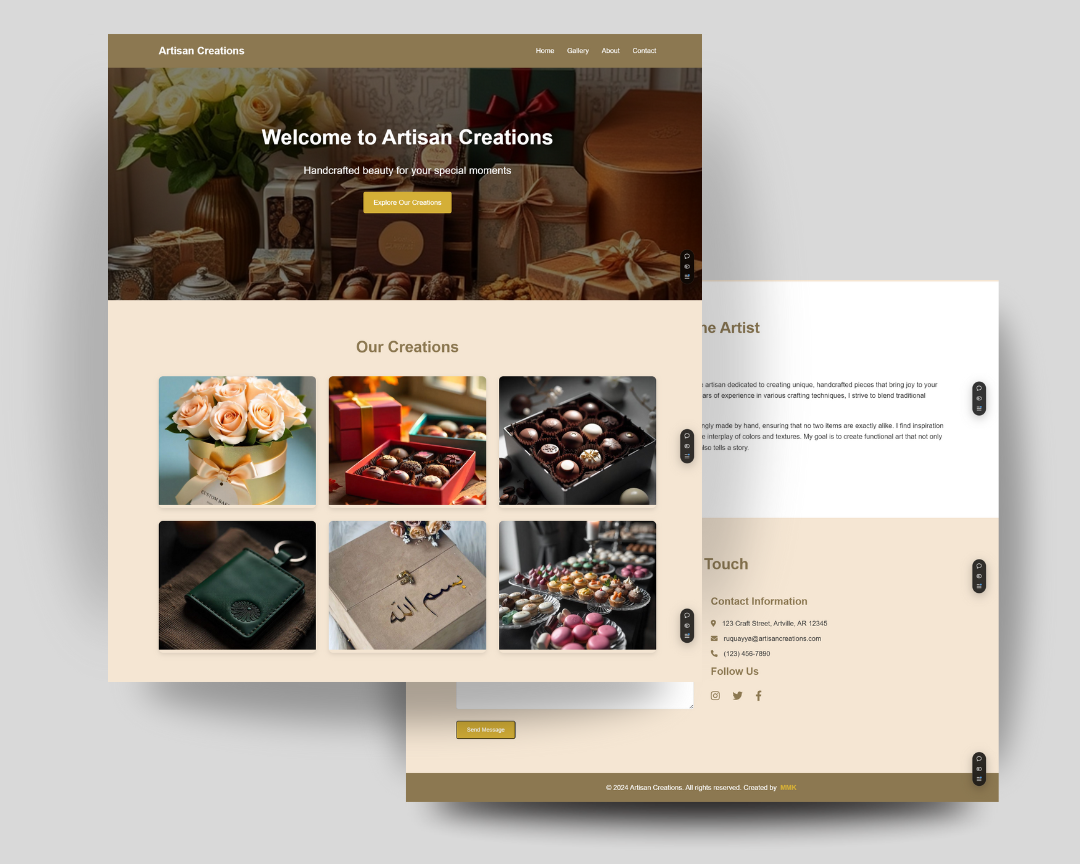 Artisan Creations
Home Gallery About Contact
Welcome to Artisan Creations
Handcrafted beauty for your special moments
Explore Our Creations
Our Creations
بسم الله
he Artist
artisan dedicated to creating unique, handcrafted pieces that bring joy to your
ars of experience in various crafting techniques, I strive to blend traditional
ngly made by hand, ensuring that no two items are exactly alike. I find inspiration
e interplay of colors and textures. My goal is to create functional art that not only
lso tells a story.
Touch
Contact Information
123 Craft Street, Artville, AR 12345
ruquayya@artisancreations.com
(123) 456-7890
Follow Us
Send Message
© 2024 Artisan Creations. All rights reserved. Created by MMK